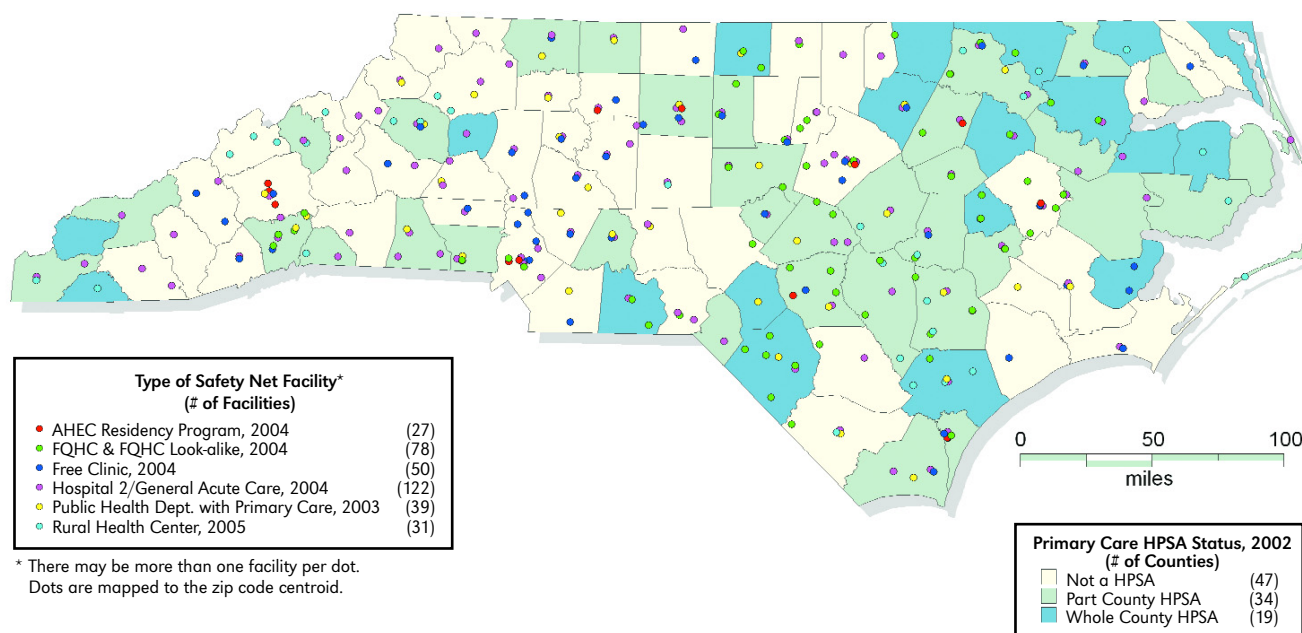 Type of Safety Net Facility*
(# of Facilities)
AHEC Residency Program, 2004 (27)
FQHC & FQHC Look-alike, 2004 (78)
Free Clinic, 2004 (50)
Hospital 2/General Acute Care, 2004 (122)
Public Health Dept. with Primary Care, 2003 (39)
Rural Health Center, 2005 (31)
* There may be more than one facility per dot.
Dots are mapped to the zip code centroid.
0 50 100
miles
Primary Care HPSA Status, 2002
(# of Counties)
Not a HPSA (47)
Part County HPSA (34)
Whole County HPSA (19)